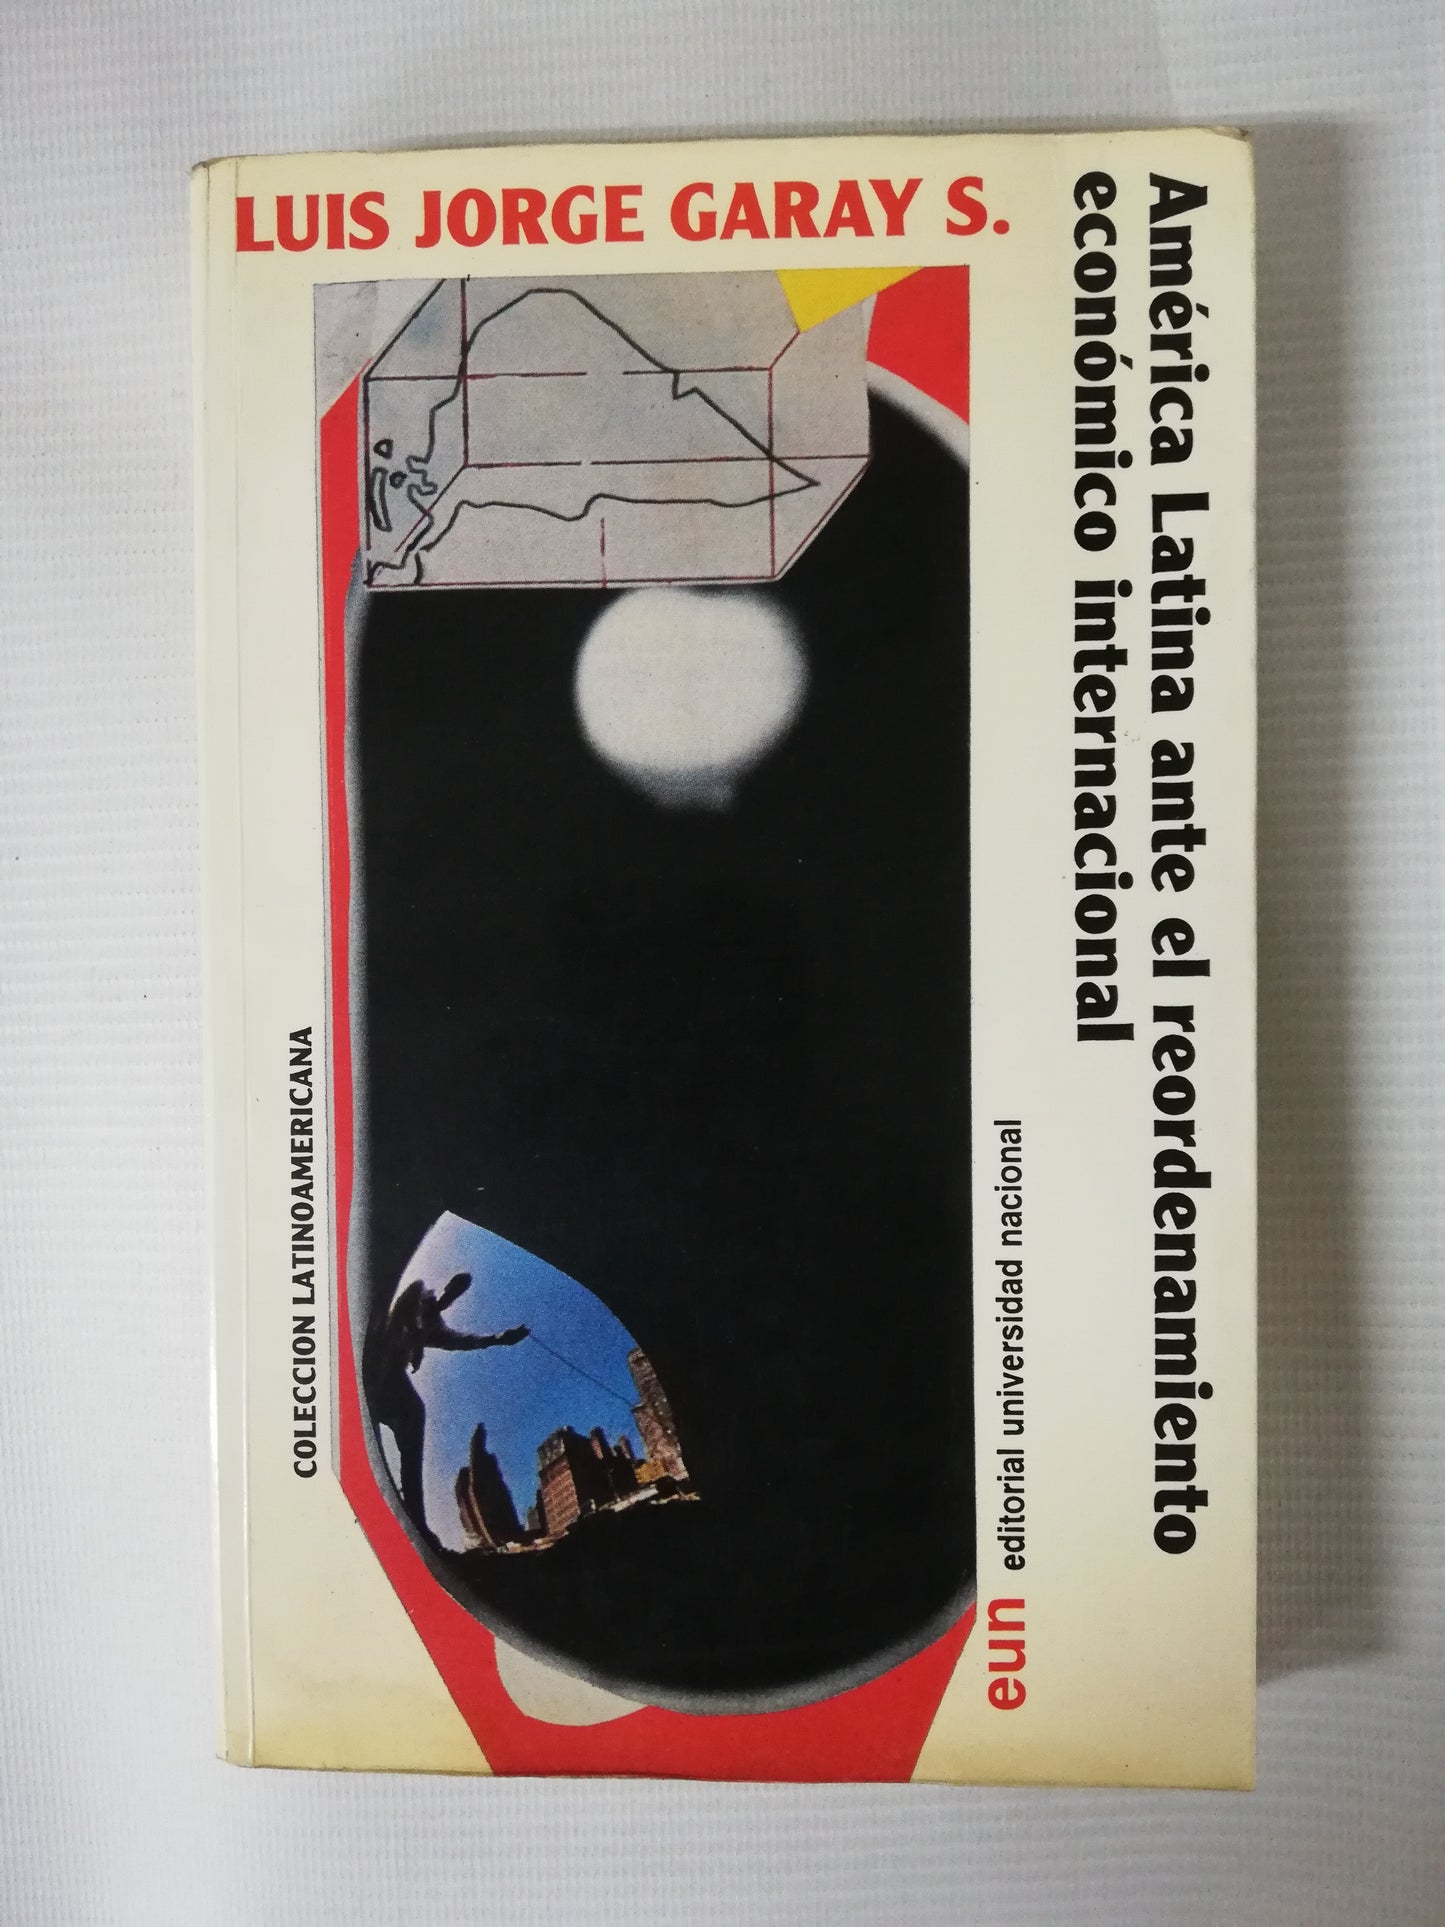 LUIS JORGE GARAY S.
América Latina ante el reordenamiento
económico internacional
COLECCION LATINOAMERICANA
eun editorial universidad nacional